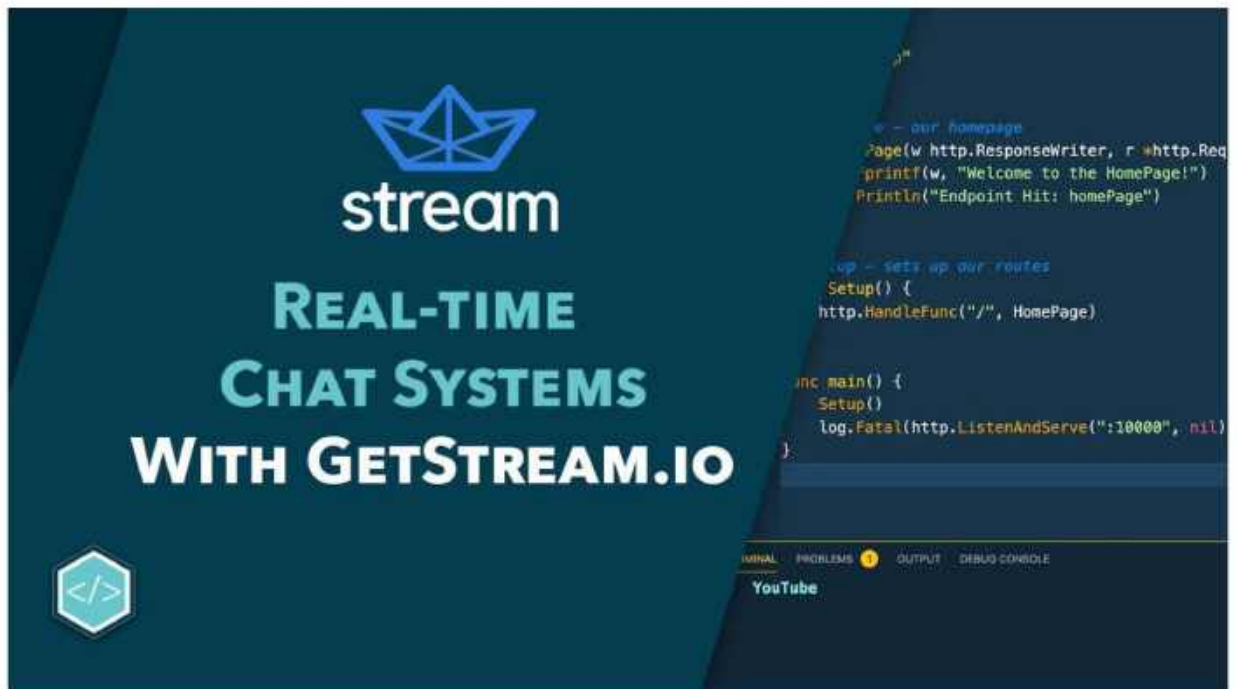 stream
REAL-TIME
CHAT SYSTEMS
WITH GETSTREAM.IO
</>
"
e – our homepage
Page(w http.ResponseWriter, r *http.Req
printf(w, "Welcome to the HomePage!")
Println("Endpoint Hit: homePage")
up – sets up our routes
Setup() {
http.HandleFunc("/", HomePage)
unc main() {
Setup()
log.Fatal(http.ListenAndServe(":10000", nil)
}
MINAL PROBLEMS 1 OUTPUT DEBUG CONSOLE
YouTube